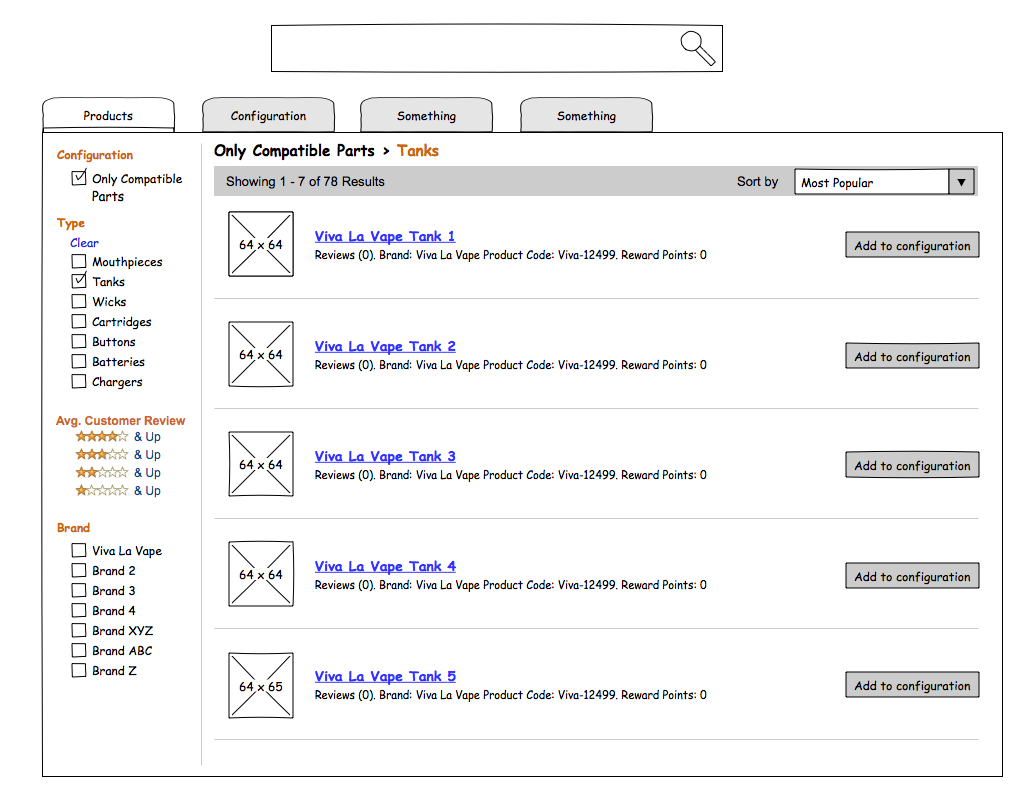 Products
Configuration
Something
Something
Configuration
Only Compatible
Parts
Type
Clear
Mouthpieces
Tanks
Wicks
Cartridges
Buttons
Batteries
Chargers
Avg. Customer Review
& Up
& Up
& Up
& Up
Brand
Viva La Vape
Brand 2
Brand 3
Brand 4
Brand XYZ
Brand ABC
Brand Z
Only Compatible Parts > Tanks
Showing 1 - 7 of 78 Results
Sort by
Most Popular
64 x 64
Viva La Vape Tank 1
Reviews (0). Brand: Viva La Vape Product Code: Viva-12499. Reward Points: 0
Add to configuration
64 x 64
Viva La Vape Tank 2
Reviews (0). Brand: Viva La Vape Product Code: Viva-12499. Reward Points: 0
Add to configuration
64 x 64
Viva La Vape Tank 3
Reviews (0). Brand: Viva La Vape Product Code: Viva-12499. Reward Points: 0
Add to configuration
64 x 64
Viva La Vape Tank 4
Reviews (0). Brand: Viva La Vape Product Code: Viva-12499. Reward Points: 0
Add to configuration
64 x 65
Viva La Vape Tank 5
Reviews (0). Brand: Viva La Vape Product Code: Viva-12499. Reward Points: 0
Add to configuration